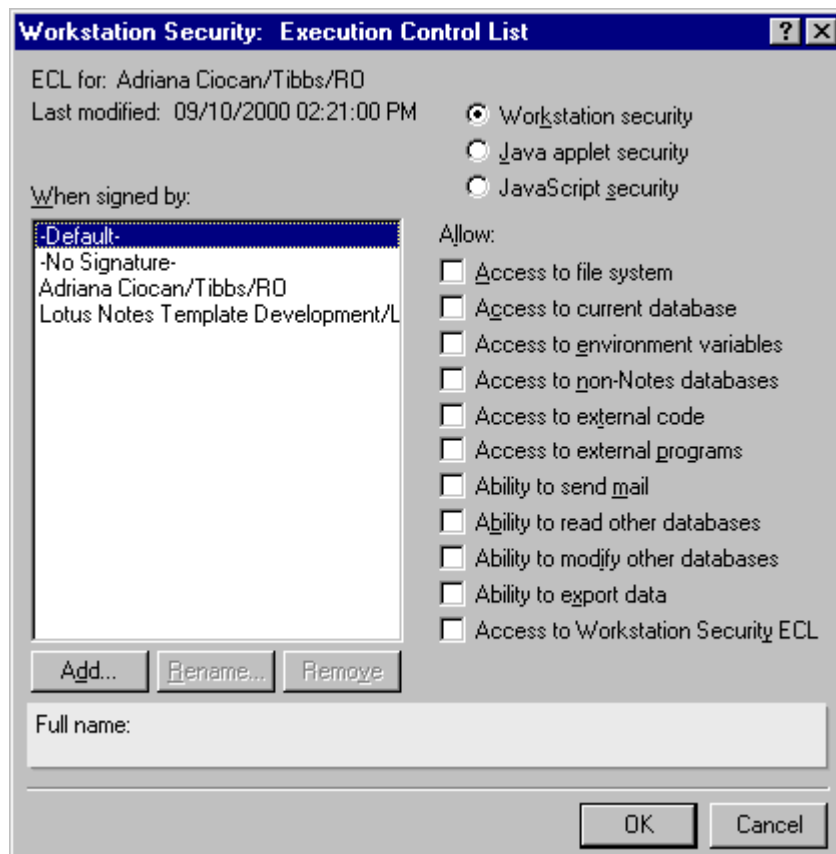 Workstation Security: Execution Control List
ECL for: Adriana Ciocan/Tibbs/RO
Last modified: 09/10/2000 02:21:00 PM
Workstation security
Java applet security
JavaScript security
When signed by:
-Default-
-No Signature-
Adriana Ciocan/Tibbs/RO
Lotus Notes Template Development/L
Allow:
Access to file system
Access to current database
Access to environment variables
Access to non-Notes databases
Access to external code
Access to external programs
Ability to send mail
Ability to read other databases
Ability to modify other databases
Ability to export data
Access to Workstation Security ECL
Add... Rename... Remove
Full name:
OK Cancel